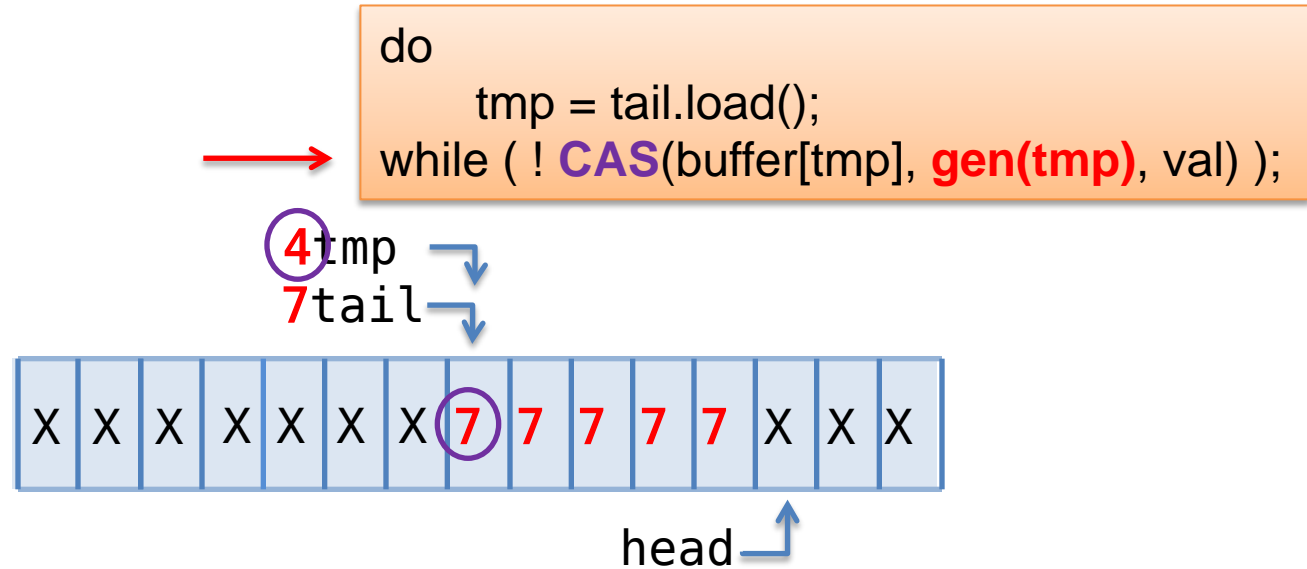 do
tmp = tail.load();
while ( ! CAS(buffer[tmp], gen(tmp), val) );
4tmp
7tail
X X X X X X X 7 7 7 7 7 X X X
head